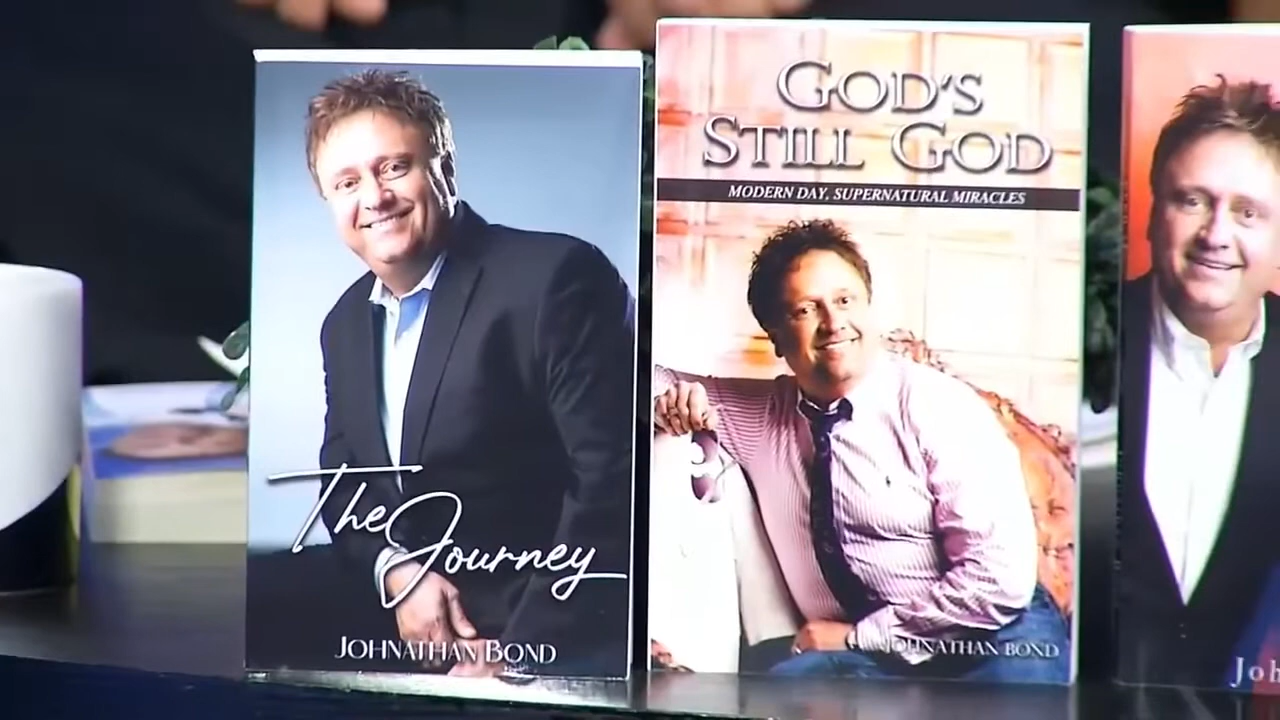 The Journey
JOHNATHAN BOND
GOD'S
STILL GOD
MODERN DAY, SUPERNATURAL MIRACLES
JOHNATHAN BOND
Joh